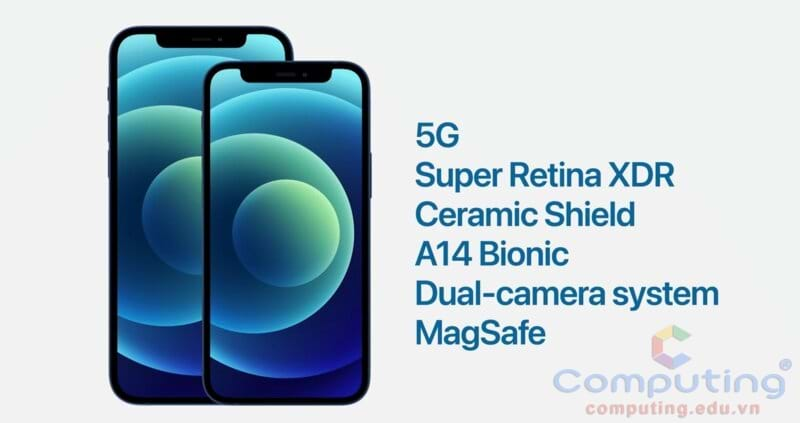 5G
Super Retina XDR
Ceramic Shield
A14 Bionic
Dual-camera system
MagSafe
C
Computing®
computing.edu.vn